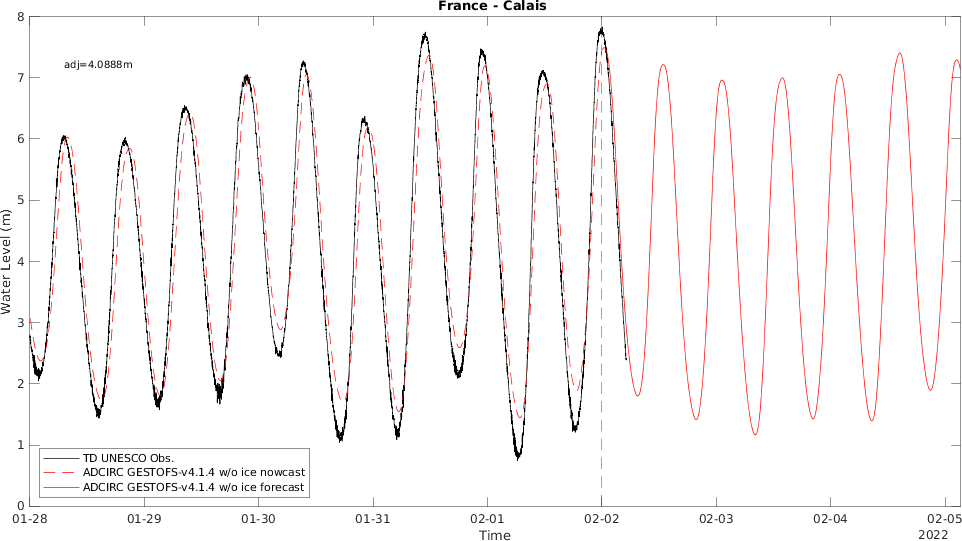 France - Calais
8
adj=4.0888m
7
6
5
4
3
2
1
0
Water Level (m)
TD UNESCO Obs.
ADCIRC GESTOFS-v4.1.4 w/o ice nowcast
ADCIRC GESTOFS-v4.1.4 w/o ice forecast
01-28 01-29 01-30 01-31 02-01 02-02 02-03 02-04 02-05
Time
2022